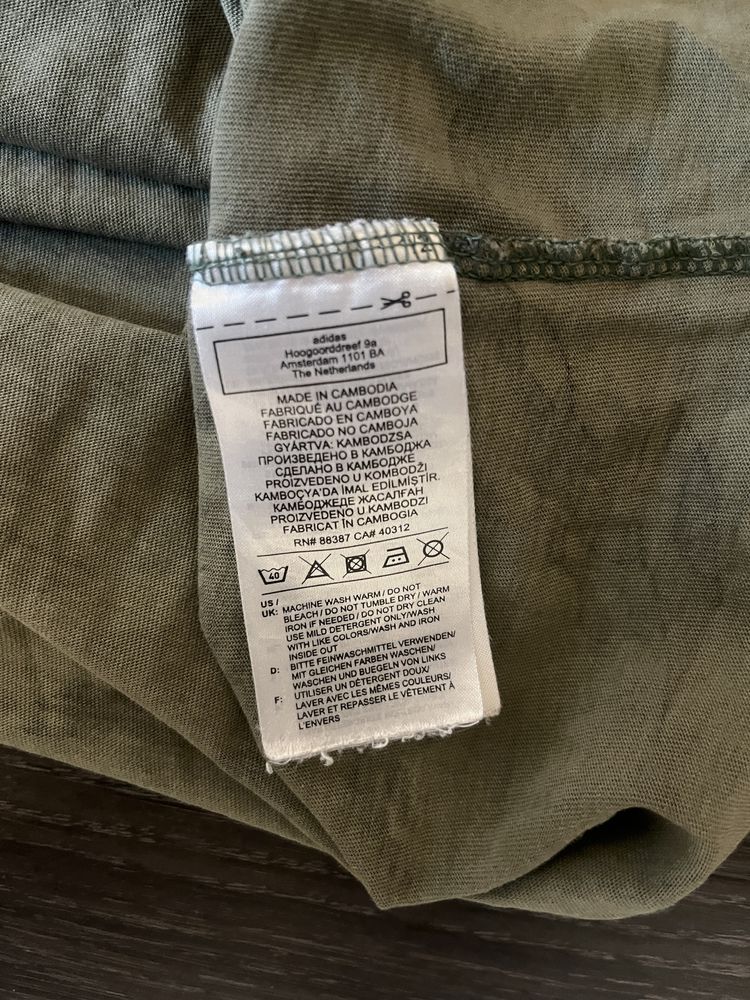 adidas
Hoogoorddreef 9a
Amsterdam 1101 BA
The Netherlands
MADE IN CAMBODIA
FABRIQUÉ AU CAMBODGE
FABRICADO EN CAMBOYA
FABRICADO NO CAMBOJA
GYÁRTVA: KAMBODZSA
ПРОИЗВЕДЕНО В КАМБОДЖА
СДЕЛАНО В КАМБОДЖЕ
PROIZVEDENO U KOMBODŽI
KAMBOÇYA'DA İMAL EDİLMİŞTİR.
КАМБОДЖЕДЕ ЖАСАЛҒАН
PROIZVEDENO U KAMBODZI
FABRICAT ÎN CAMBOGIA
RN# 88387 CA# 40312
40
US / UK: MACHINE WASH WARM / DO NOT
BLEACH / DO NOT TUMBLE DRY / WARM
IRON IF NEEDED / DO NOT DRY CLEAN
USE MILD DETERGENT ONLY/WASH
WITH LIKE COLORS/WASH AND IRON
INSIDE OUT
D: BITTE FEINWASCHMITTEL VERWENDEN/
MIT GLEICHEN FARBEN WASCHEN/
WASCHEN UND BUEGELN VON LINKS
F: UTILISER UN DÉTERGENT DOUX/
LAVER AVEC LES MÊMES COULEURS/
LAVER ET REPASSER LE VÊTEMENT À
L'ENVERS